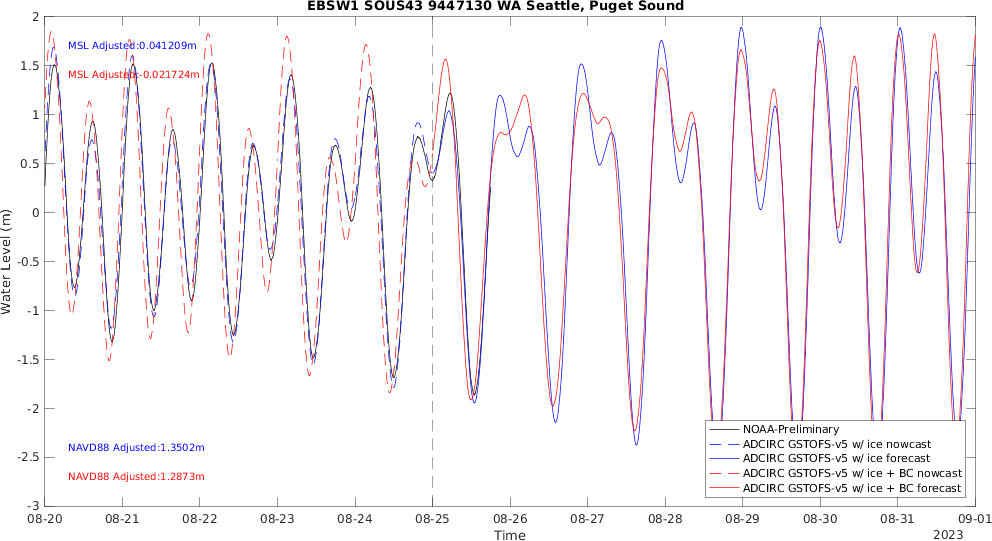 EBSW1 SOUS43 9447130 WA Seattle, Puget Sound
MSL Adjusted:0.041209m
MSL Adjusted:-0.021724m
NAVD88 Adjusted:1.3502m
NAVD88 Adjusted:1.2873m
Water Level (m)
2
1.5
1
0.5
0
-0.5
-1
-1.5
-2
-2.5
-3
NOAA-Preliminary
ADCIRC GSTOFS-v5 w/ ice nowcast
ADCIRC GSTOFS-v5 w/ ice forecast
ADCIRC GSTOFS-v5 w/ ice + BC nowcast
ADCIRC GSTOFS-v5 w/ ice + BC forecast
08-20 08-21 08-22 08-23 08-24 08-25 08-26 08-27 08-28 08-29 08-30 08-31 09-01
Time
2023